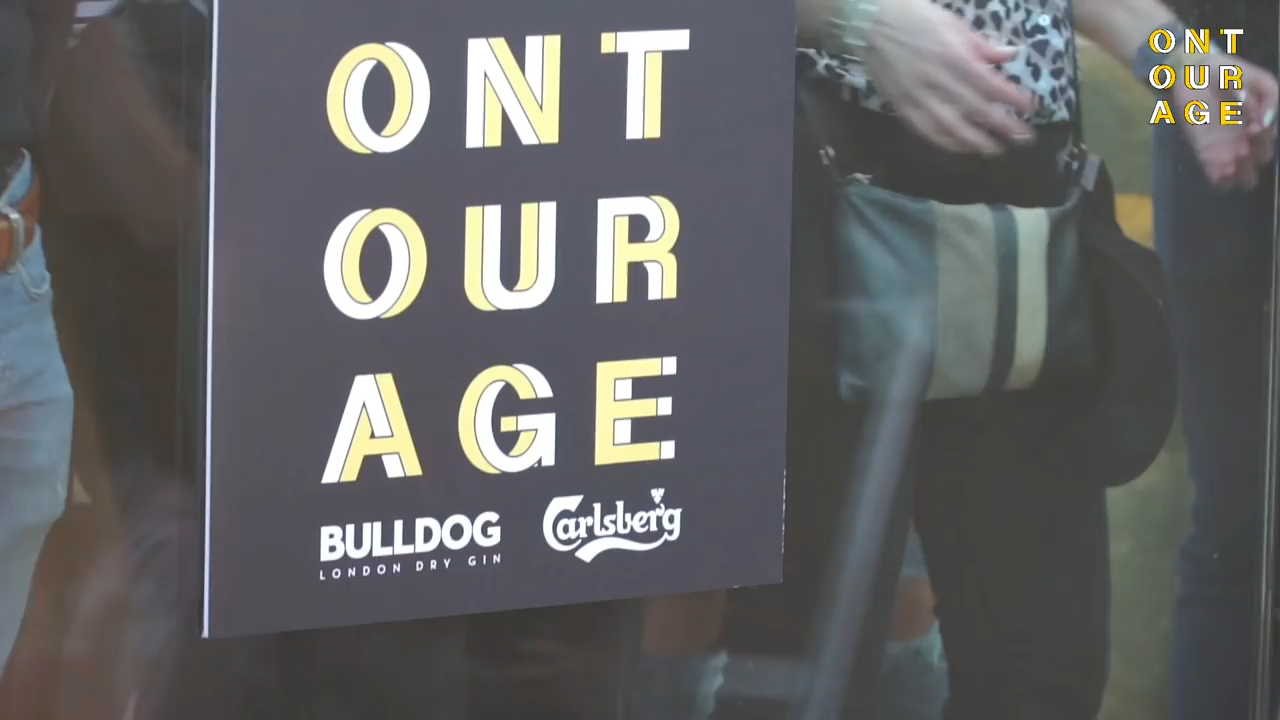 ONT
OUR
AGE
BULLDOG
LONDON DRY GIN
Carlsberg
ONT
OUR
AGE